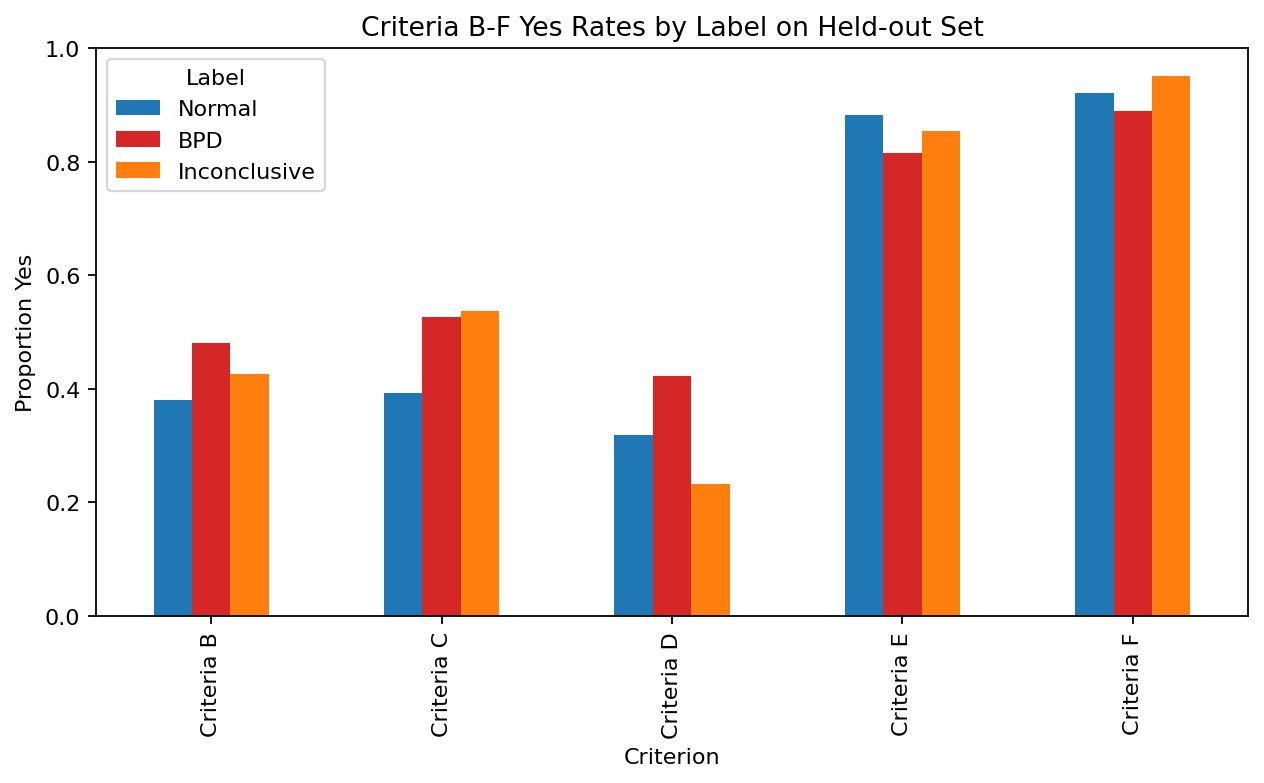 Criteria B-F Yes Rates by Label on Held-out Set
Label
Normal
BPD
Inconclusive
Proportion Yes
1.0
0.8
0.6
0.4
0.2
0.0
Criteria B
Criteria C
Criteria D
Criteria E
Criteria F
Criterion